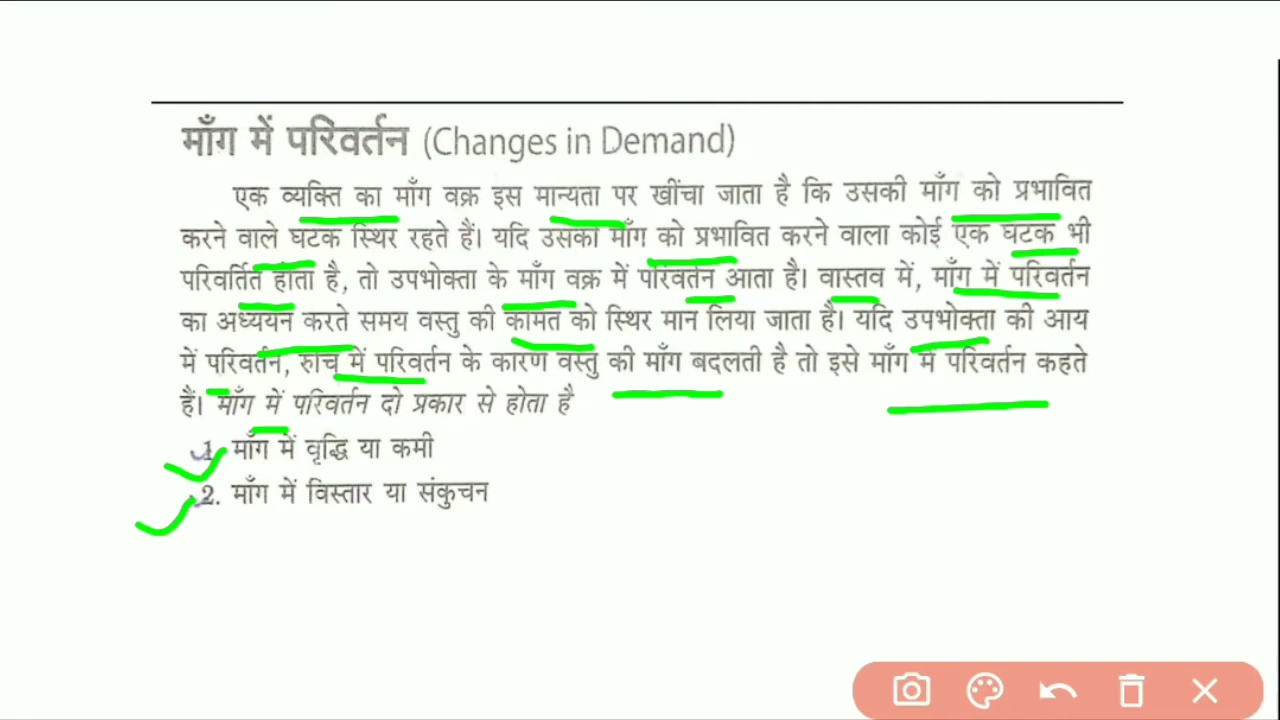 माँग में परिवर्तन (Changes in Demand)
एक व्यक्ति का माँग वक्र इस मान्यता पर खींचा जाता है कि उसकी माँग को प्रभावित
करने वाले घटक स्थिर रहते हैं। यदि उसकी माँग को प्रभावित करने वाला कोई एक घटक भी
परिवर्तित होता है, तो उपभोक्ता के माँग वक्र में परिवर्तन आता है। वास्तव में, माँग में परिवर्तन
का अध्ययन करते समय वस्तु की कीमत को स्थिर मान लिया जाता है। यदि उपभोक्ता की आय
में परिवर्तन, रुचि में परिवर्तन के कारण वस्तु की माँग बदलती है तो इसे माँग में परिवर्तन कहते
हैं। माँग में परिवर्तन दो प्रकार से होता है
1. माँग में वृद्धि या कमी
2. माँग में विस्तार या संकुचन